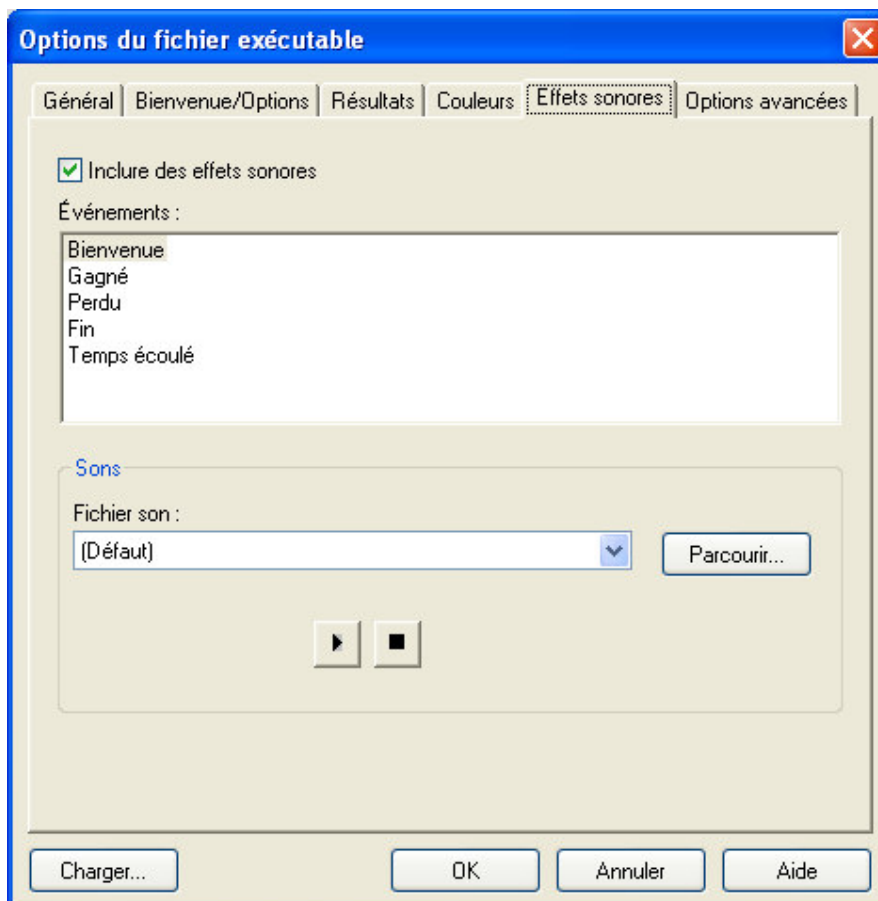 Options du fichier exécutable
Général Bienvenue/Options Résultats Couleurs Effets sonores Options avancées
Inclure des effets sonores
Événements :
Bienvenue
Gagné
Perdu
Fin
Temps écoulé
Sons
Fichier son :
(Défaut)
Parcourir...
Charger... OK Annuler Aide